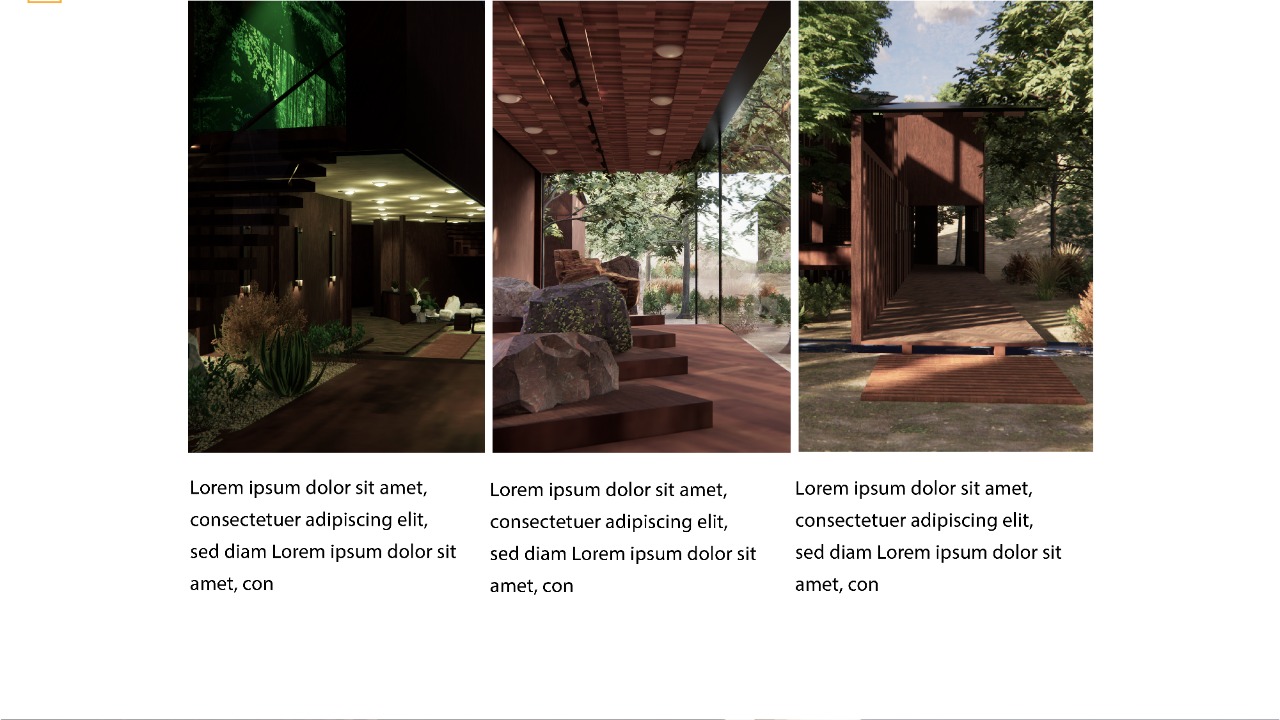 Lorem ipsum dolor sit amet,
consectetuer adipiscing elit,
sed diam Lorem ipsum dolor sit
amet, con
Lorem ipsum dolor sit amet,
consectetuer adipiscing elit,
sed diam Lorem ipsum dolor sit
amet, con
Lorem ipsum dolor sit amet,
consectetuer adipiscing elit,
sed diam Lorem ipsum dolor sit
amet, con